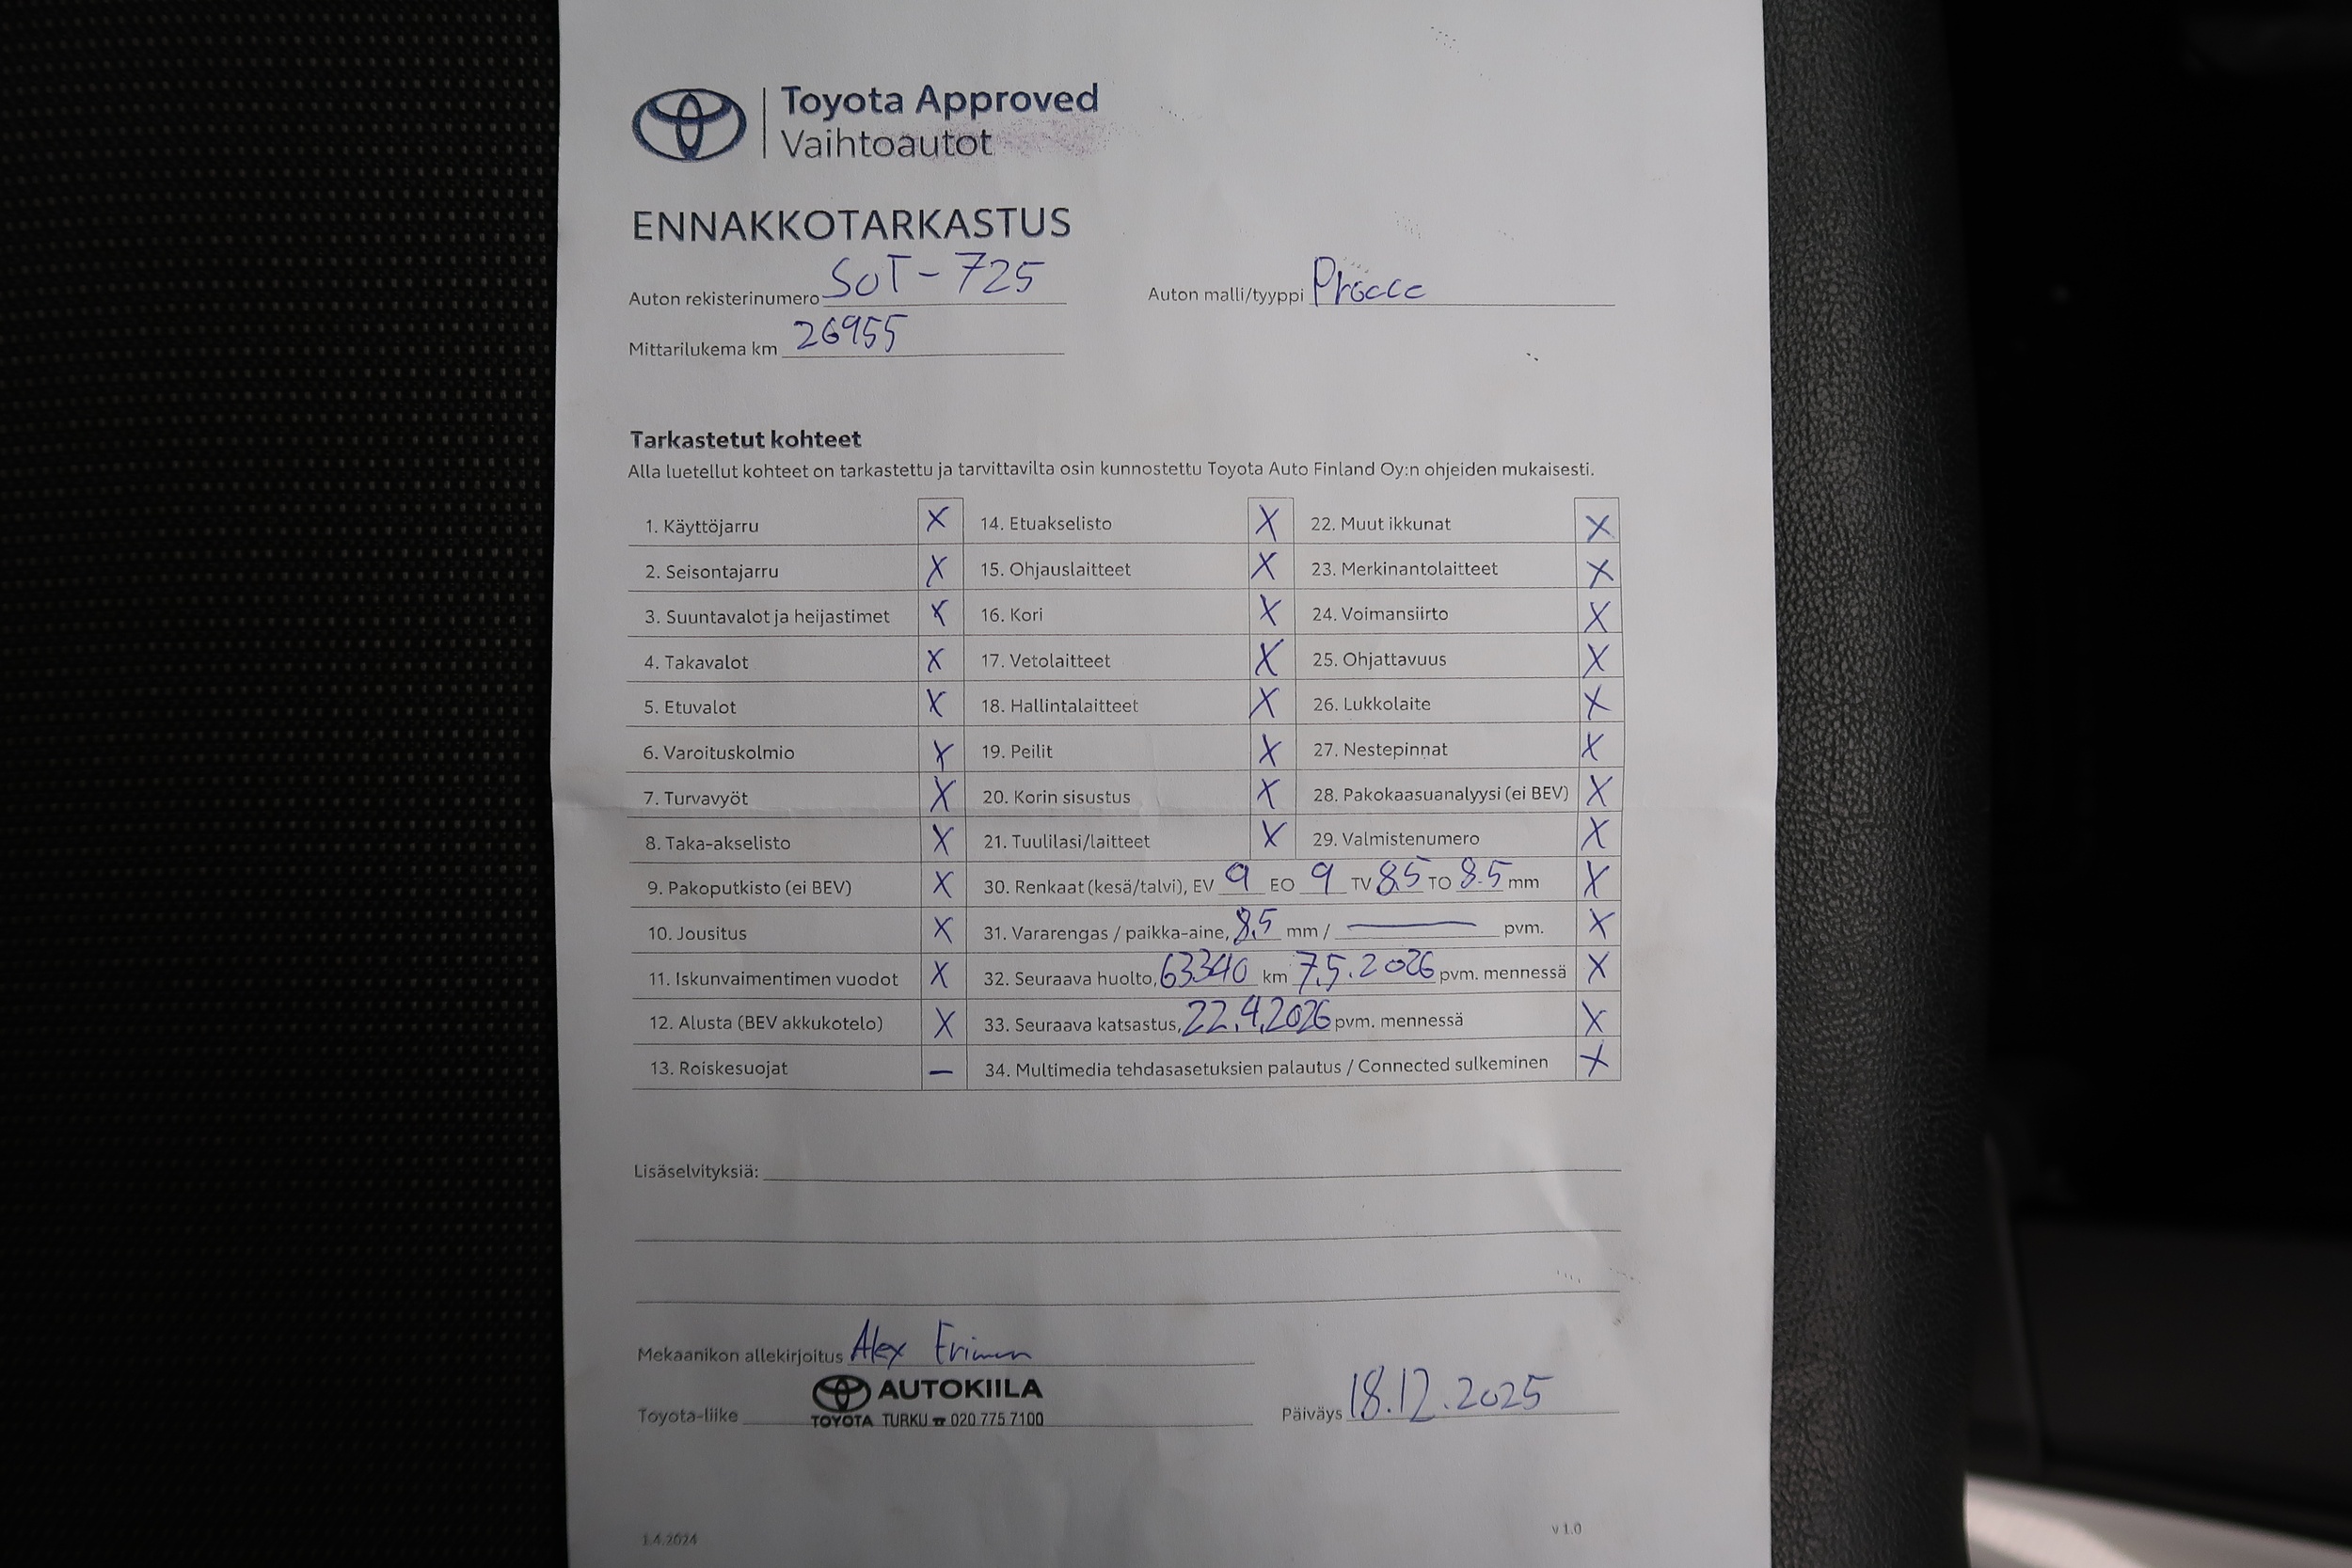 Toyota Approved
Vaihtoautot
ENNAKKOTARKASTUS
Auton rekisterinumero SOT-725 Auton malli/tyyppi Proace
Mittarilukema km 26955
Tarkastetut kohteet
Alla luetellut kohteet on tarkastettu ja tarvittavilta osin kunnostettu Toyota Auto Finland Oy:n ohjeiden mukaisesti.
1. Käyttöjarru X 14. Etuakselisto X 22. Muut ikkunat X
2. Seisontajarru X 15. Ohjauslaitteet X 23. Merkinantolaitteet X
3. Suuntavalot ja heijastimet X 16. Kori X 24. Voimansiirto X
4. Takavalot X 17. Vetolaitteet X 25. Ohjattavuus X
5. Etuvalot X 18. Hallintalaitteet X 26. Lukkolaite X
6. Varoituskolmio X 19. Peilit X 27. Nestepinnat X
7. Turvavyöt X 20. Korin sisustus X 28. Pakokaasuanalyysi (ei BEV) X
8. Taka-akselisto X 21. Tuulilasi/laitteet X 29. Valmistenumero X
9. Pakoputkisto (ei BEV) X 30. Renkaat (kesä/talvi), EV 9 EO 9 TV 8.5 TO 8.5 mm X
10. Jousitus X 31. Vararengas / paikka-aine, 8,5 mm / — pvm. X
11. Iskunvaimentimen vuodot X 32. Seuraava huolto, 63340 km 7.5.2026 pvm. mennessä X
12. Alusta (BEV akkukotelo) X 33. Seuraava katsastus, 22.4.2026 pvm. mennessä X
13. Roiskesuojat — 34. Multimedia tehdasasetuksien palautus / Connected sulkeminen X
Lisäselvityksiä:
Mekaanikon allekirjoitus Alex
Toyota-liike AUTOKIILA
TOYOTA TURKU ☎ 020 775 7100
Päiväys 18.12.2025
1.4.2024 v 1.0